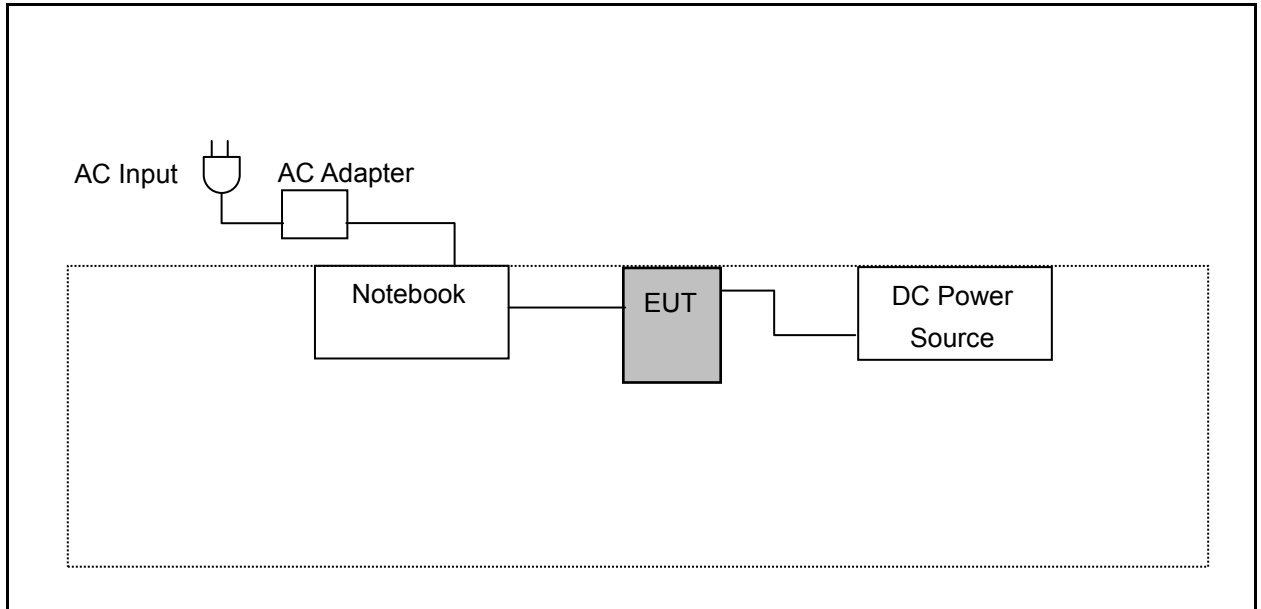 AC Input
AC Adapter
Notebook
EUT
DC Power
Source